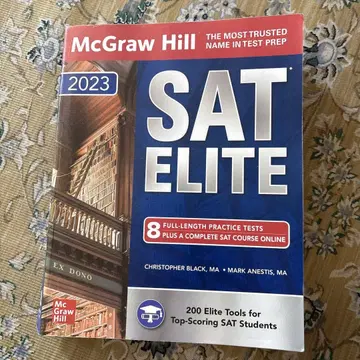 McGraw Hill
THE MOST TRUSTED
NAME IN TEST PREP
2023
SAT
ELITE
8 FULL-LENGTH PRACTICE TESTS
PLUS A COMPLETE SAT COURSE ONLINE
CHRISTOPHER BLACK, MA • MARK ANESTIS, MA
EX DONO
Mc
Graw
Hill
200 Elite Tools for
Top-Scoring SAT Students